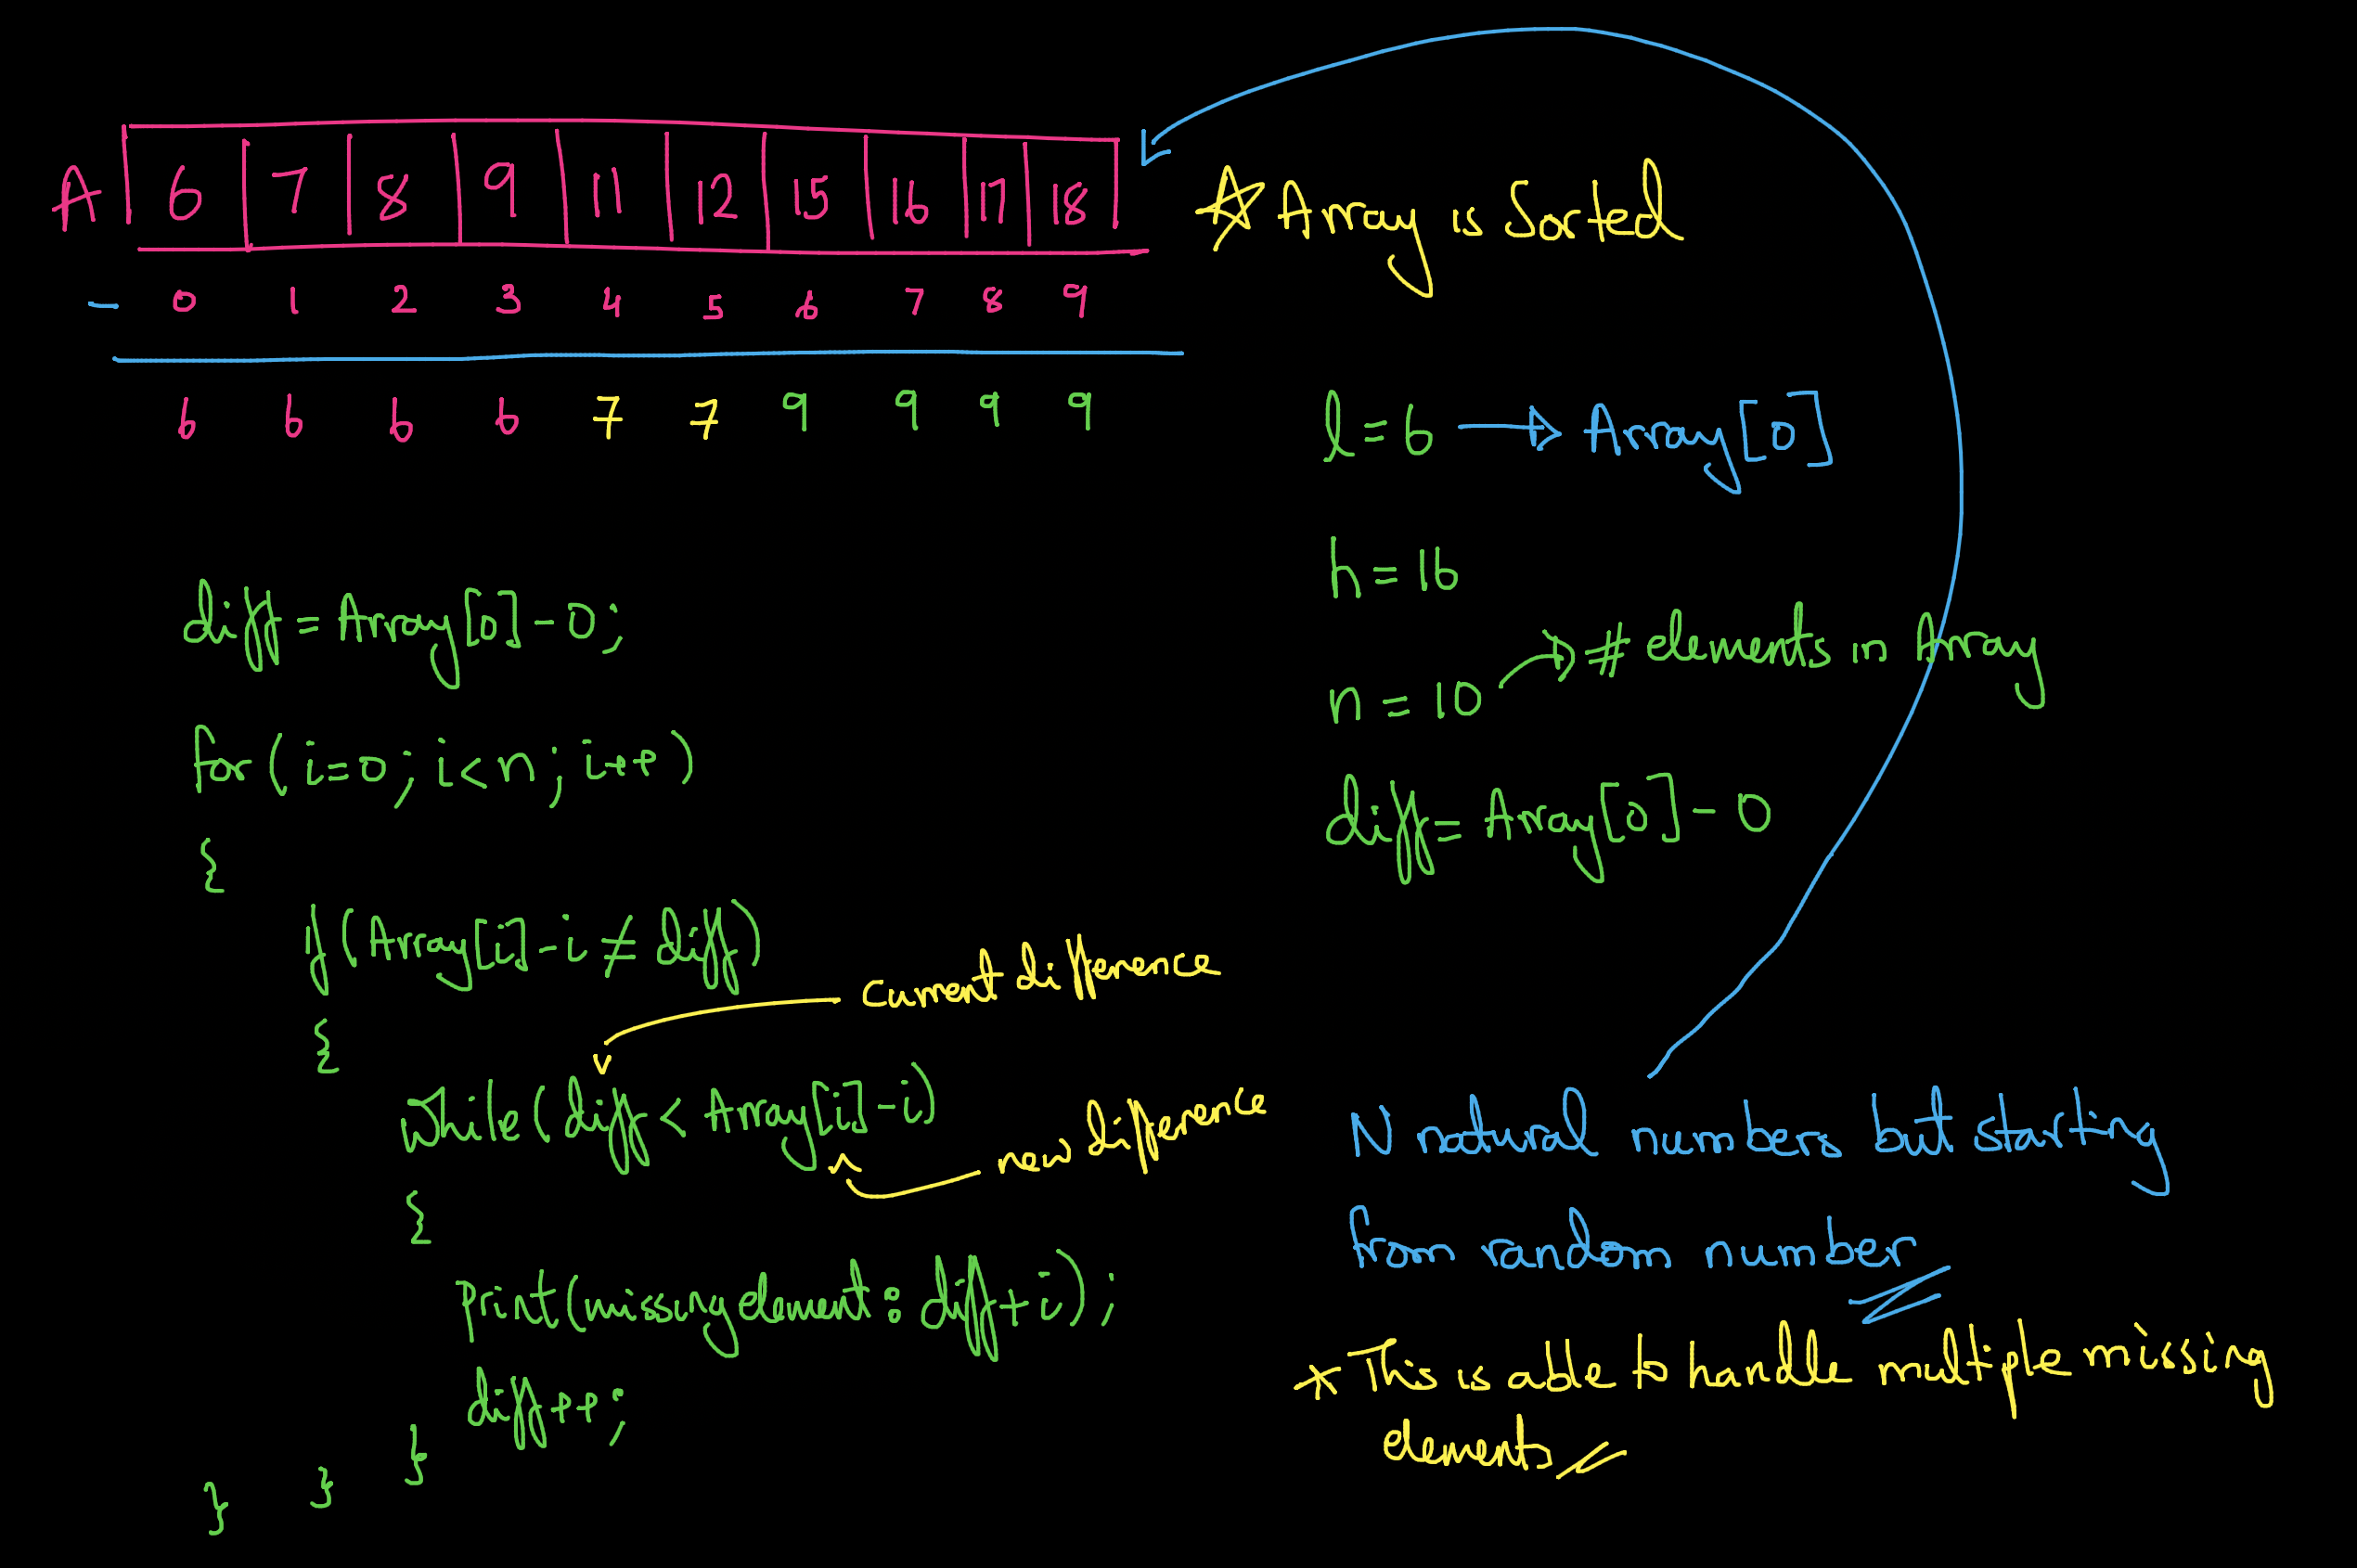 A 6 7 8 9 11 12 15 16 17 18
- 0 1 2 3 4 5 6 7 8 9
6 6 6 6 7 7 9 9 9 9
☆ Array is Sorted
l=6 → Array[0]
h=16
n=10 → # elements in Array
diff= Array[0]-0
diff=Array[0]-0;
for(i=0; i<n; i++)
{
if(Array[i]-i ≠ diff)
{
current difference
While(diff < Array[i]-i)
new difference
{
Print(missing element: diff+i);
diff++;
}
}
}
N natural numbers but starting
from random number
* This is able to handle multiple missing
elements